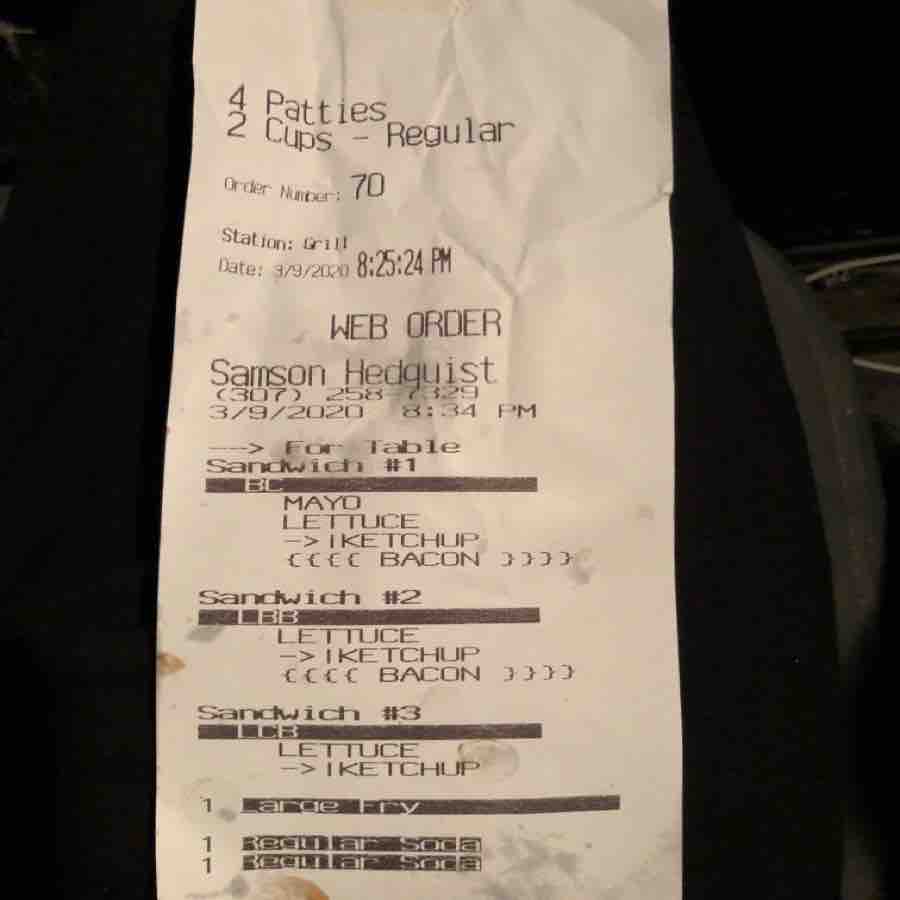 4 Patties
2 Cups - Regular
Order Number: 70
Station: Grill
Date: 3/9/2020 8:25:24 PM
WEB ORDER
Samson Hedquist
(307) 258-7329
3/9/2020 8:34 PM
---> For Table
Sandwich #1
BC
MAYO
LETTUCE
->IKETCHUP
{{{{ BACON }}}}
Sandwich #2
LBB
LETTUCE
->IKETCHUP
{{{{ BACON }}}}
Sandwich #3
LCB
LETTUCE
->IKETCHUP
1 Large Fry
1 Regular Soda
1 Regular Soda